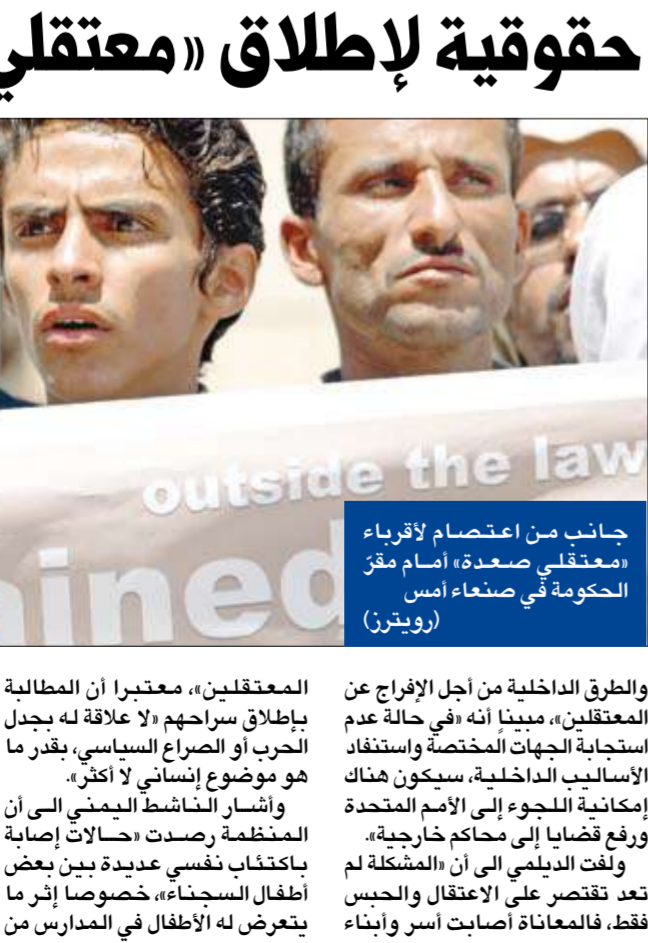 حقوقية لإطلاق «معتقلي
outside the law
ained
جانب من اعتصام لأقرباء
«معتقلي صعدة» أمام مقرّ
الحكومة في صنعاء أمس
(رويترز)
والطرق الداخلية من أجل الإفراج عن
المعتقلين»، مبيناً أنه «في حالة عدم
استجابة الجهات المختصة واستنفاد
الأساليب الداخلية، سيكون هناك
إمكانية اللجوء إلى الأمم المتحدة
ورفع قضايا إلى محاكم خارجية».
ولفت الديلمي الى أن «المشكلة لم
تعد تقتصر على الاعتقال والحبس
فقط، فالمعاناة أصابت أسر وأبناء
المعتقلين»، معتبرا أن المطالبة
بإطلاق سراحهم «لا علاقة له بجدل
الحرب أو الصراع السياسي، بقدر ما
هو موضوع إنساني لا أكثر».
وأشار الناشط اليمني الى أن
المنظمة رصدت «حالات إصابة
باكتئاب نفسي عديدة بين بعض
أطفال السجناء»، خصوصا إثر ما
يتعرض له الأطفال في المدارس من